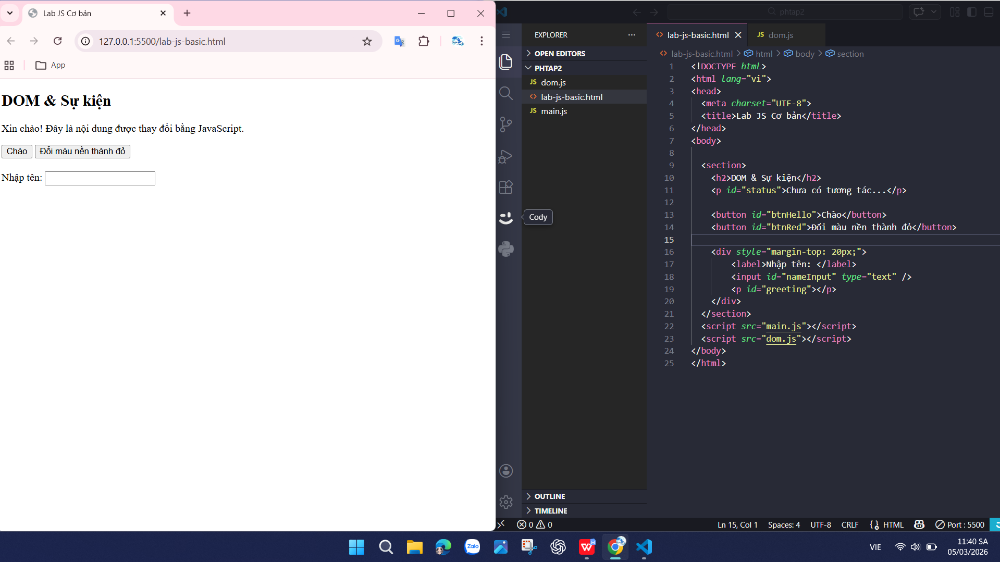 Lab JS Cơ bản
127.0.0.1:5500/lab-js-basic.html
App
DOM & Sự kiện
Xin chào! Đây là nội dung được thay đổi bằng JavaScript.
Chào
Đổi màu nền thành đỏ
Nhập tên:
phtap2
EXPLORER
OPEN EDITORS
PHTAP2
JS dom.js
<> lab-js-basic.html
JS main.js
Cody
OUTLINE
TIMELINE
<> lab-js-basic.html
JS dom.js
<> lab-js-basic.html > html > body > section
1 <!DOCTYPE html>
2 <html lang="vi">
3 <head>
4 <meta charset="UTF-8">
5 <title>Lab JS Cơ bản</title>
6 </head>
7 <body>
8
9 <section>
10 <h2>DOM & Sự kiện</h2>
11 <p id="status">Chưa có tương tác...</p>
12
13 <button id="btnHello">Chào</button>
14 <button id="btnRed">Đổi màu nền thành đỏ</button>
15
16 <div style="margin-top: 20px;">
17 <label>Nhập tên: </label>
18 <input id="nameInput" type="text" />
19 <p id="greeting"></p>
20 </div>
21 </section>
22 <script src="main.js"></script>
23 <script src="dom.js"></script>
24 </body>
25 </html>
0 0
Ln 15, Col 1
Spaces: 4
UTF-8
CRLF
HTML
Port : 5500
Zalo
VIE
11:40 SA
05/03/2026